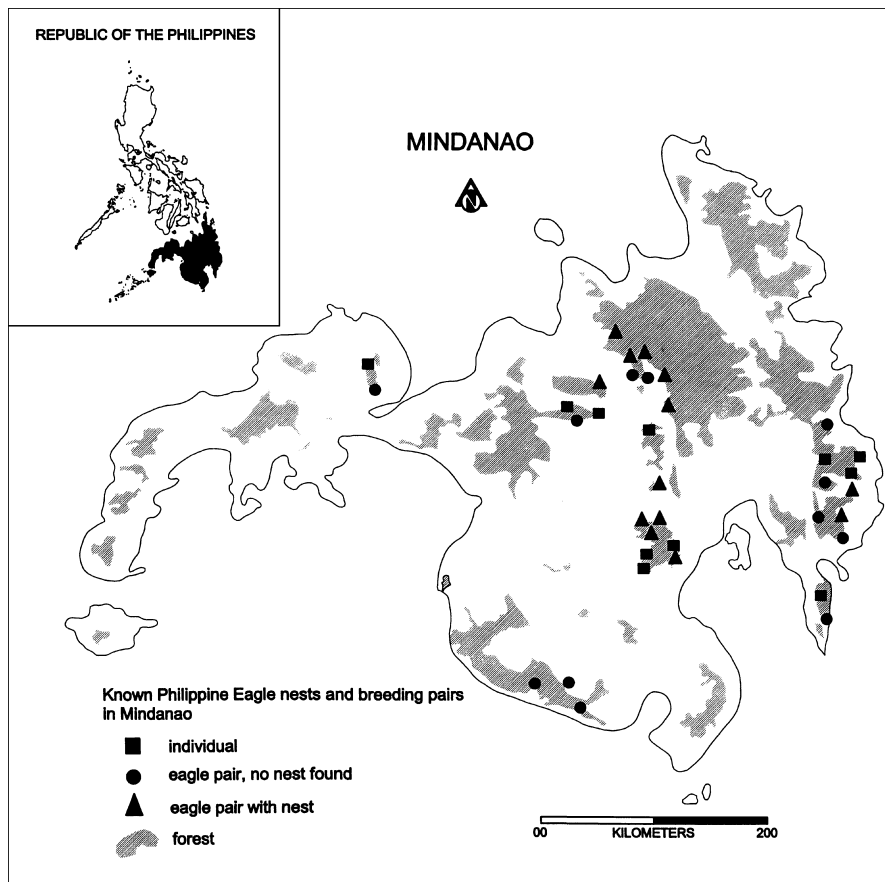 REPUBLIC OF THE PHILIPPINES
MINDANAO
N
Known Philippine Eagle nests and breeding pairs
in Mindanao
individual
eagle pair, no nest found
eagle pair with nest
forest
00 KILOMETERS 200